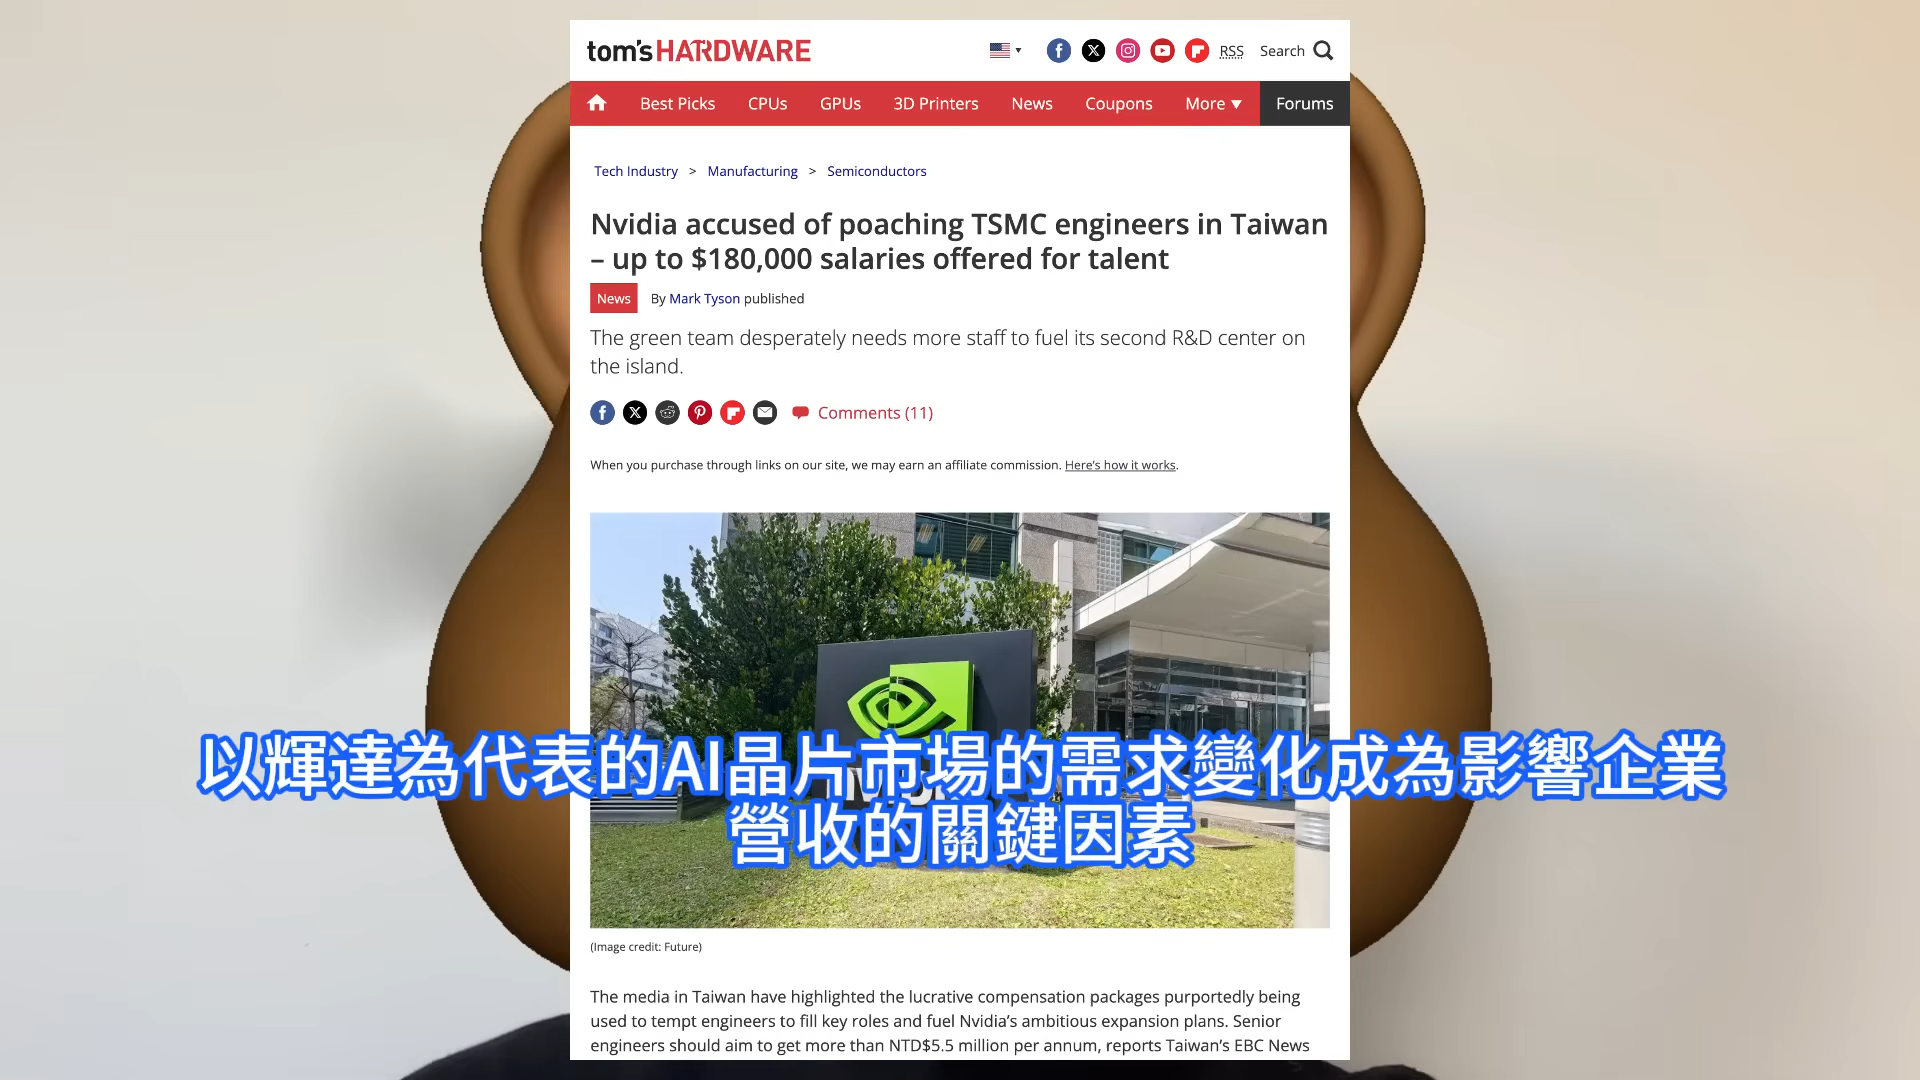 tom's HARDWARE
RSS Search
Best Picks CPUs GPUs 3D Printers News Coupons More ▼ Forums
Tech Industry > Manufacturing > Semiconductors
Nvidia accused of poaching TSMC engineers in Taiwan
– up to $180,000 salaries offered for talent
News By Mark Tyson published
The green team desperately needs more staff to fuel its second R&D center on
the island.
Comments (11)
When you purchase through links on our site, we may earn an affiliate commission. Here's how it works.
以輝達為代表的AI晶片市場的需求變化成為影響企業
營收的關鍵因素
(Image credit: Future)
The media in Taiwan have highlighted the lucrative compensation packages purportedly being
used to tempt engineers to fill key roles and fuel Nvidia's ambitious expansion plans. Senior
engineers should aim to get more than NTD$5.5 million per annum, reports Taiwan's EBC News